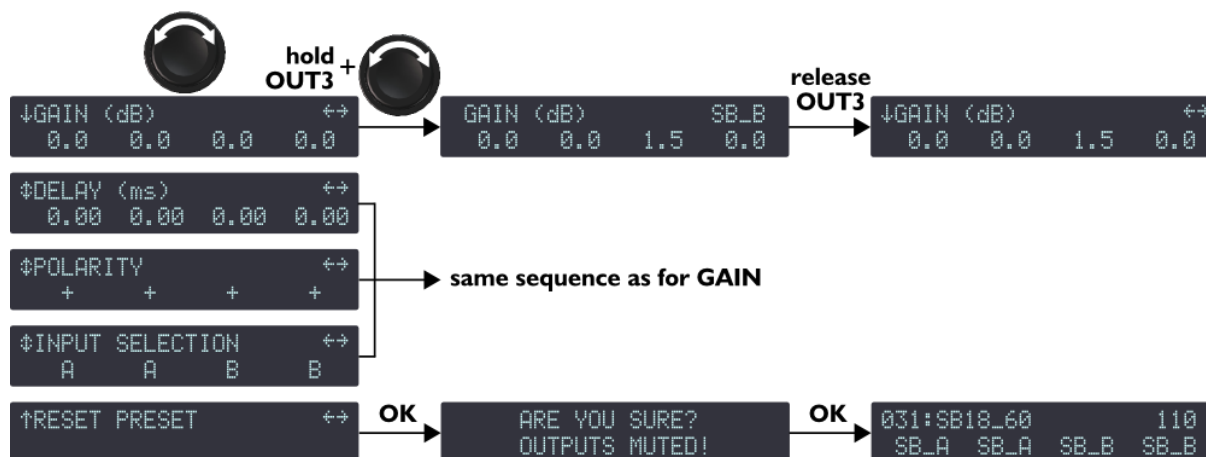 hold
OUT3 +
release
OUT3
↓GAIN (dB) ↔
0.0 0.0 0.0 0.0
GAIN (dB) SB_B
0.0 0.0 1.5 0.0
↓GAIN (dB) ↔
0.0 0.0 1.5 0.0
↕DELAY (ms) ↔
0.00 0.00 0.00 0.00
↕POLARITY ↔
+ + + +
same sequence as for GAIN
↕INPUT SELECTION ↔
A A B B
↑RESET PRESET ↔
OK
ARE YOU SURE?
OUTPUTS MUTED!
OK
031:SB18_60 110
SB_A SB_A SB_B SB_B